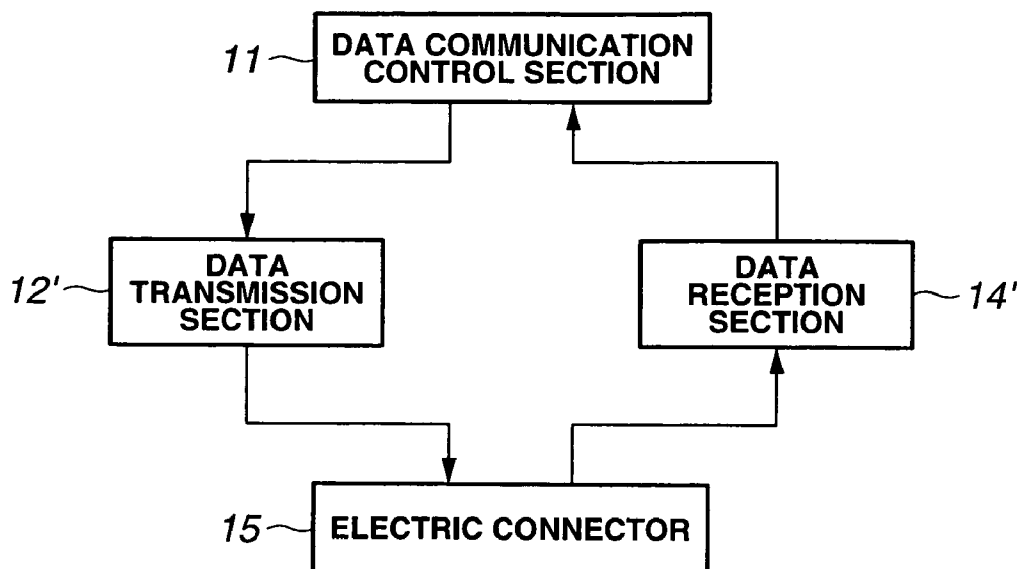 DATA COMMUNICATION
CONTROL SECTION
11
DATA
TRANSMISSION
SECTION
12'
DATA
RECEPTION
SECTION
14'
15
ELECTRIC CONNECTOR